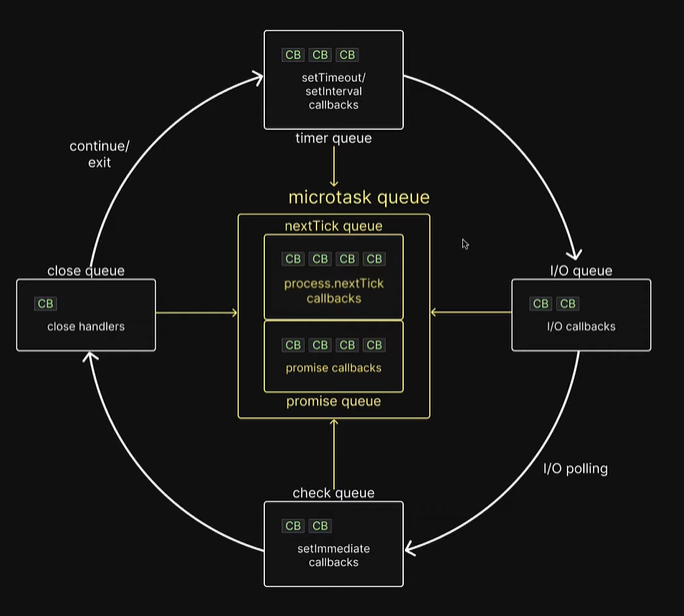 CB CB CB
setTimeout/
setInterval
callbacks
timer queue
continue/
exit
microtask queue
nextTick queue
CB CB CB CB
process.nextTick
callbacks
CB CB CB CB
promise callbacks
promise queue
close queue
CB
close handlers
I/O queue
CB CB
I/O callbacks
I/O polling
check queue
CB CB
setImmediate
callbacks